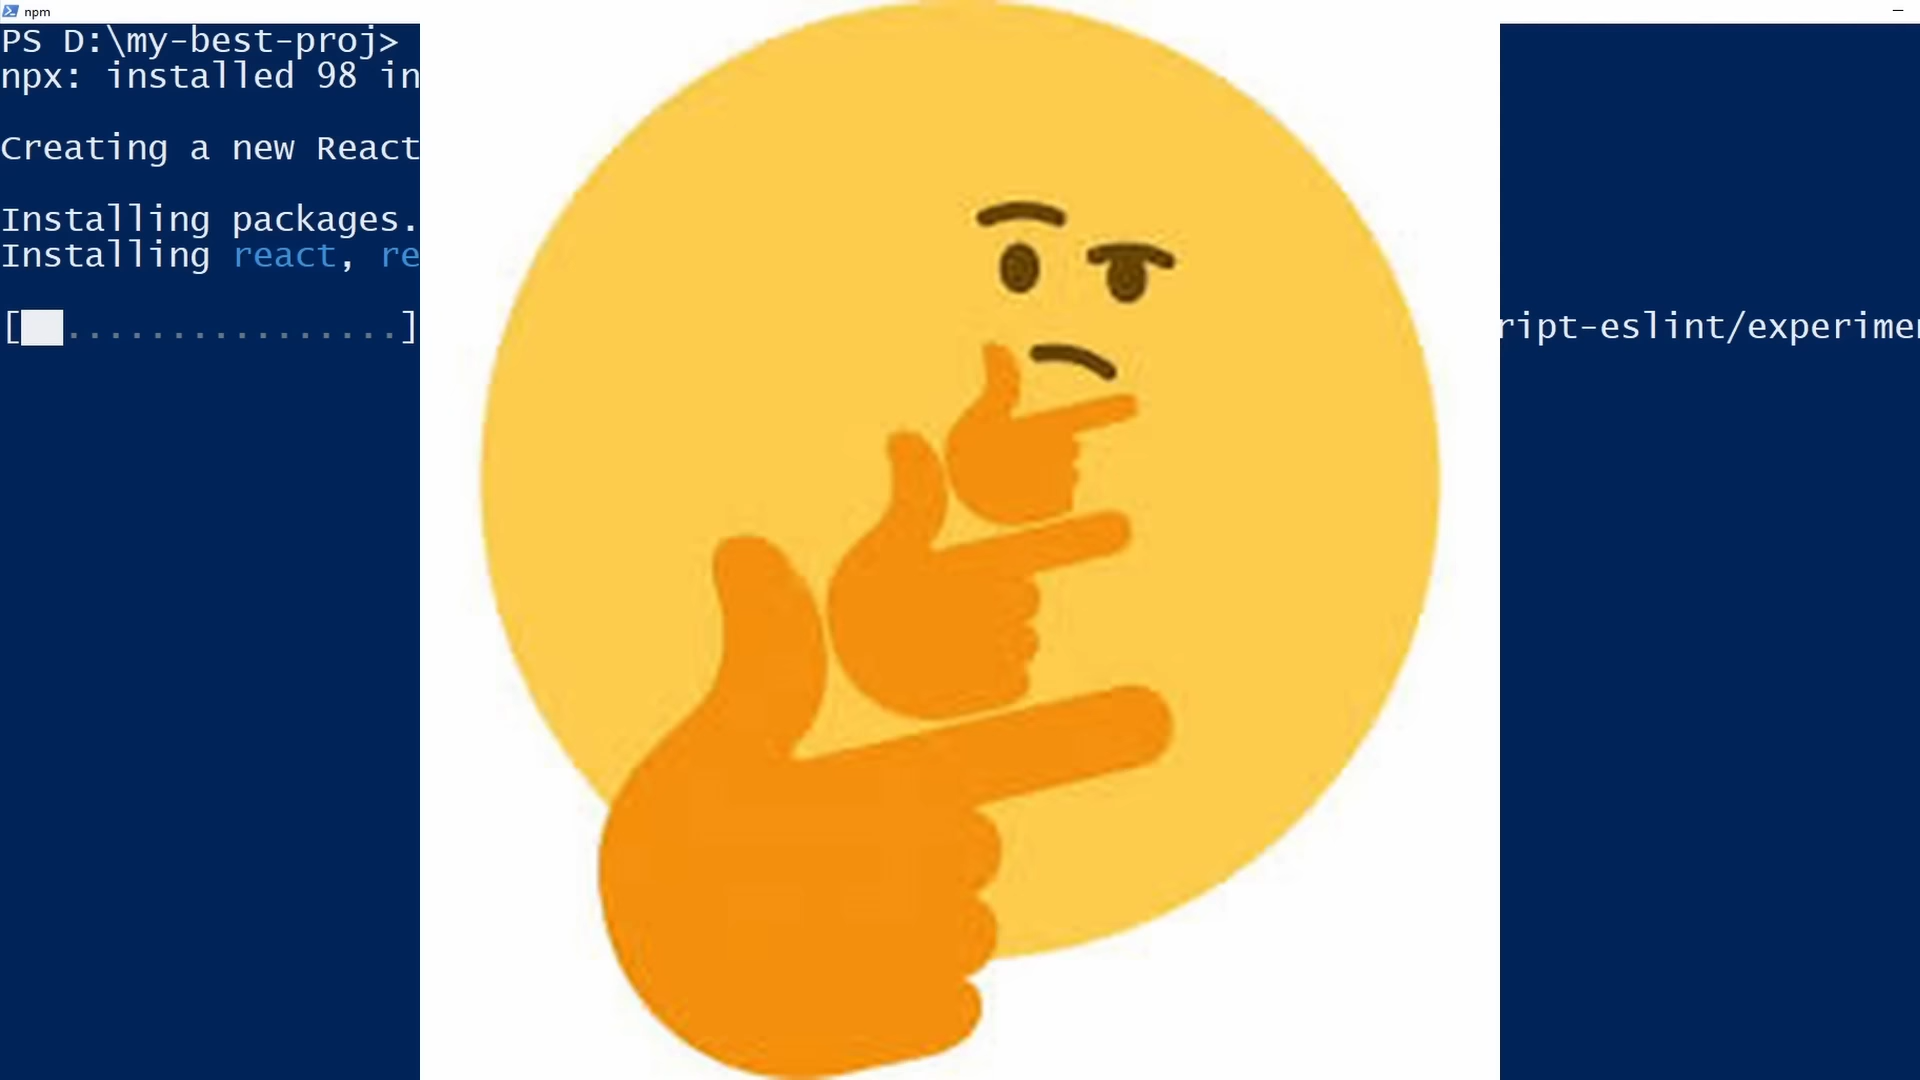 npm
PS D:\my-best-proj>
npx: installed 98 in
Creating a new React
Installing packages.
Installing react, re
[ ................] ript-eslint/experimen